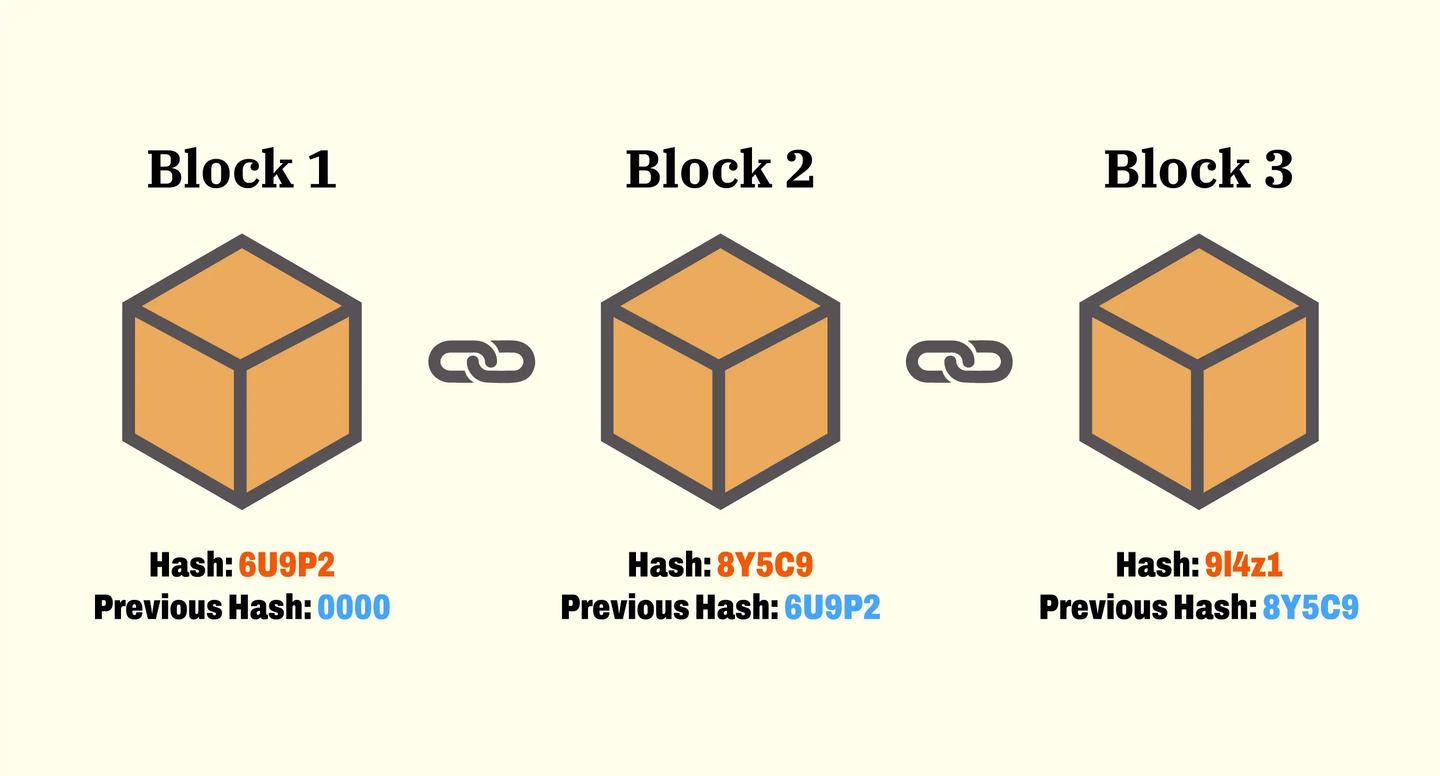 Block 1
Block 2
Block 3
Hash: 6U9P2
Previous Hash: 0000
Hash: 8Y5C9
Previous Hash: 6U9P2
Hash: 9l4z1
Previous Hash: 8Y5C9